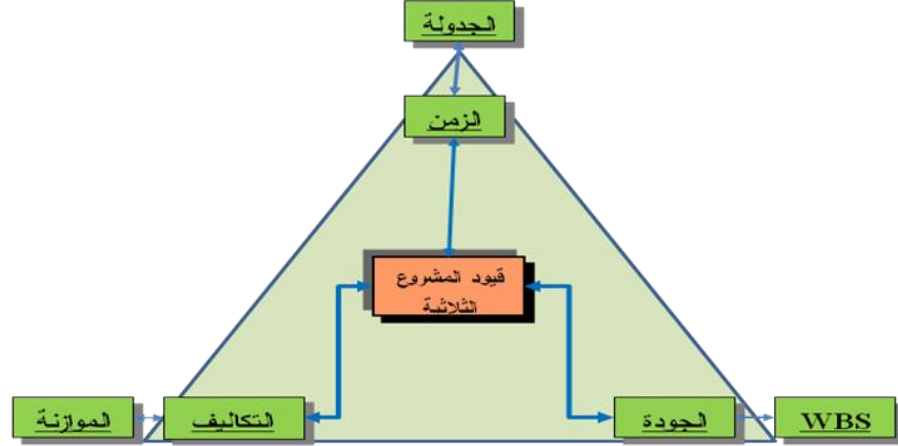 الجدولة
الزمن
قيود المشروع
الثلاثية
الموازنة
التكاليف
الجودة
WBS